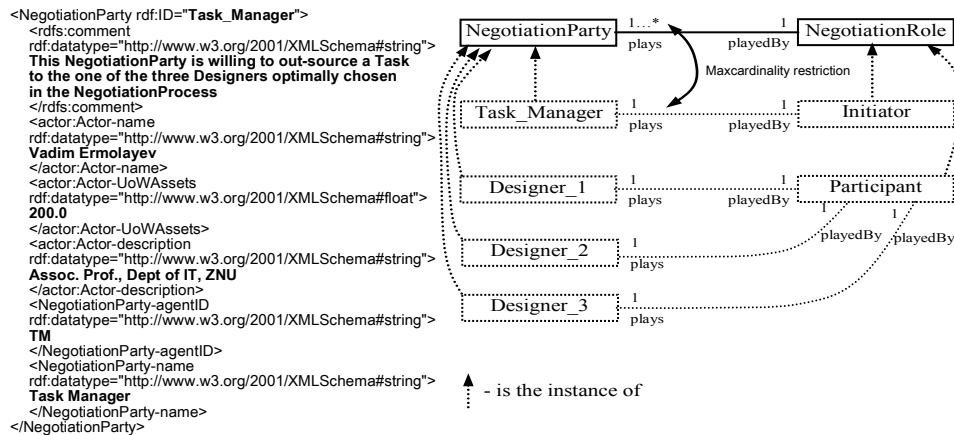 <NegotiationParty rdf:ID="Task_Manager">
<rdfs:comment
rdf:datatype="http://www.w3.org/2001/XMLSchema#string">
This NegotiationParty is willing to out-source a Task
to the one of the three Designers optimally chosen
in the NegotiationProcess
</rdfs:comment>
<actor:Actor-name
rdf:datatype="http://www.w3.org/2001/XMLSchema#string">
Vadim Ermolayev
</actor:Actor-name>
<actor:Actor-UoWAssets
rdf:datatype="http://www.w3.org/2001/XMLSchema#float">
200.0
</actor:Actor-UoWAssets>
<actor:Actor-description
rdf:datatype="http://www.w3.org/2001/XMLSchema#string">
Assoc. Prof., Dept of IT, ZNU
</actor:Actor-description>
<NegotiationParty-agentID
rdf:datatype="http://www.w3.org/2001/XMLSchema#string">
TM
</NegotiationParty-agentID>
<NegotiationParty-name
rdf:datatype="http://www.w3.org/2001/XMLSchema#string">
Task Manager
</NegotiationParty-name>
</NegotiationParty>
NegotiationParty
1...*
plays
1
playedBy
NegotiationRole
Maxcardinality restriction
Task_Manager
1
plays
1
playedBy
Initiator
Designer_1
1
plays
1
playedBy
Participant
Designer_2
1
plays
1
playedBy
Designer_3
1
plays
1
playedBy
- is the instance of